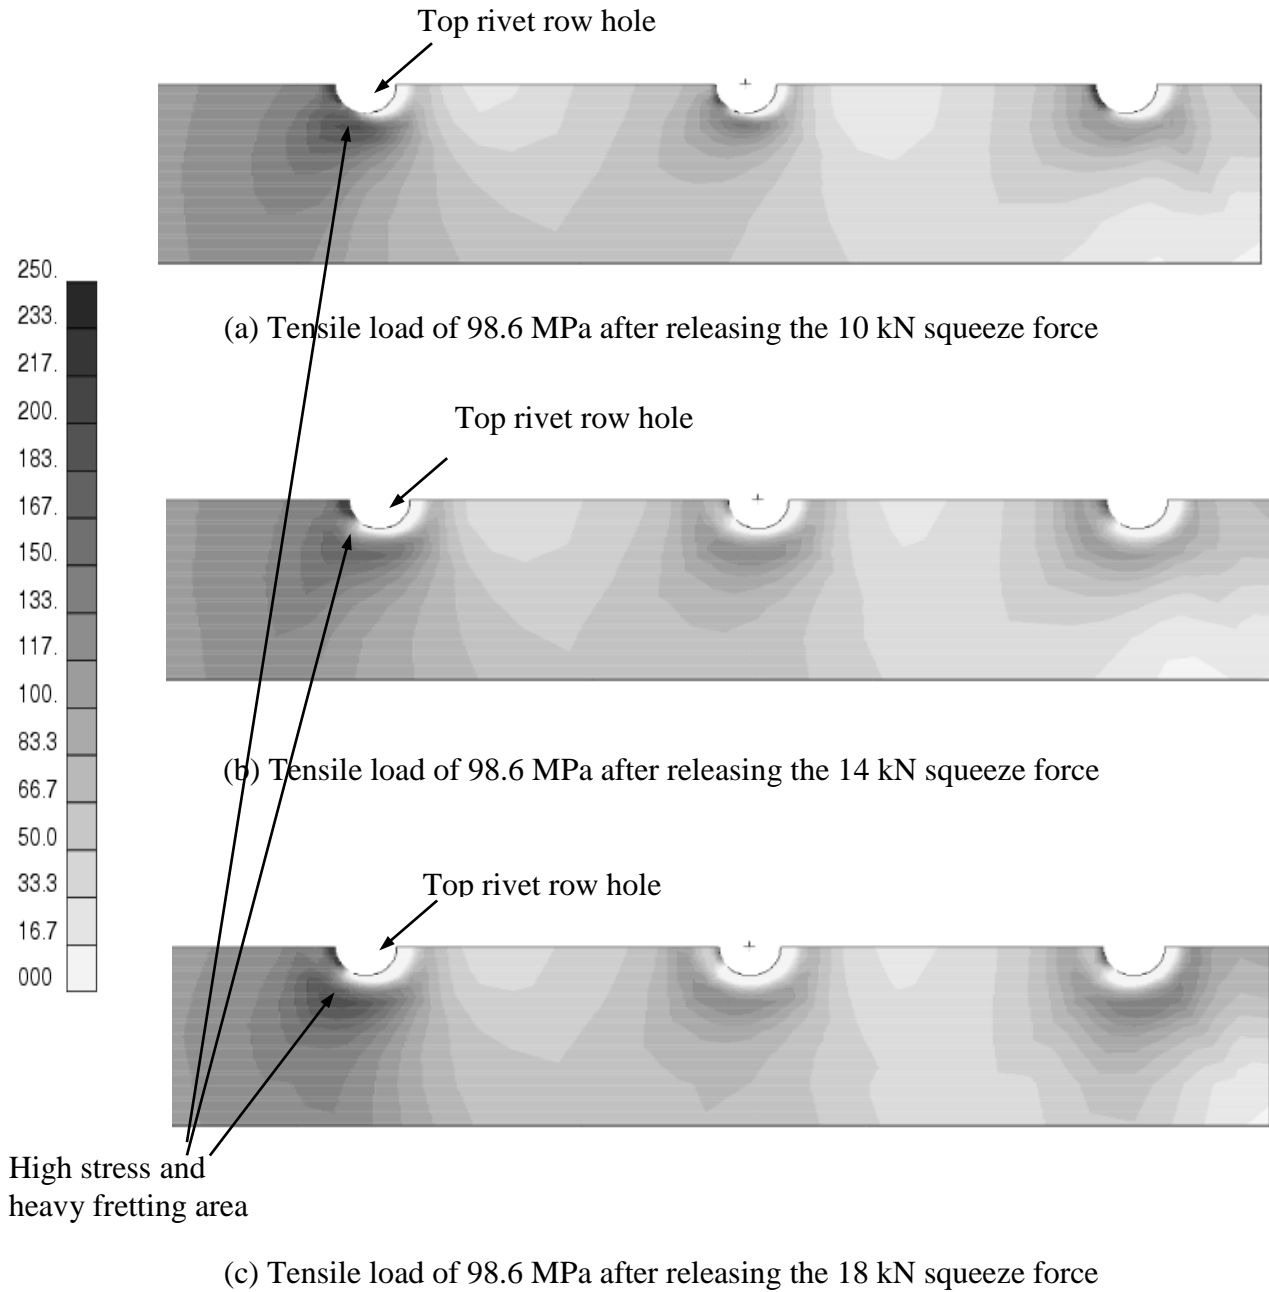 Top rivet row hole
(a) Tensile load of 98.6 MPa after releasing the 10 kN squeeze force
250.
233.
217.
200.
183.
167.
150.
133.
117.
100.
83.3
66.7
50.0
33.3
16.7
000
Top rivet row hole
(b) Tensile load of 98.6 MPa after releasing the 14 kN squeeze force
Top rivet row hole
High stress and
heavy fretting area
(c) Tensile load of 98.6 MPa after releasing the 18 kN squeeze force